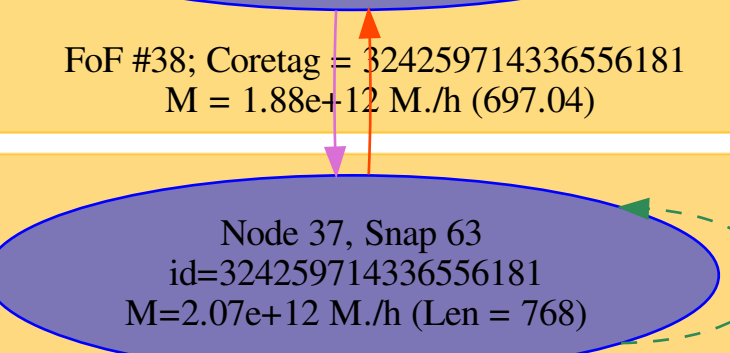 FoF #38; Coretag = 324259714336556181
M = 1.88e+12 M./h (697.04)
Node 37, Snap 63
id=324259714336556181
M=2.07e+12 M./h (Len = 768)